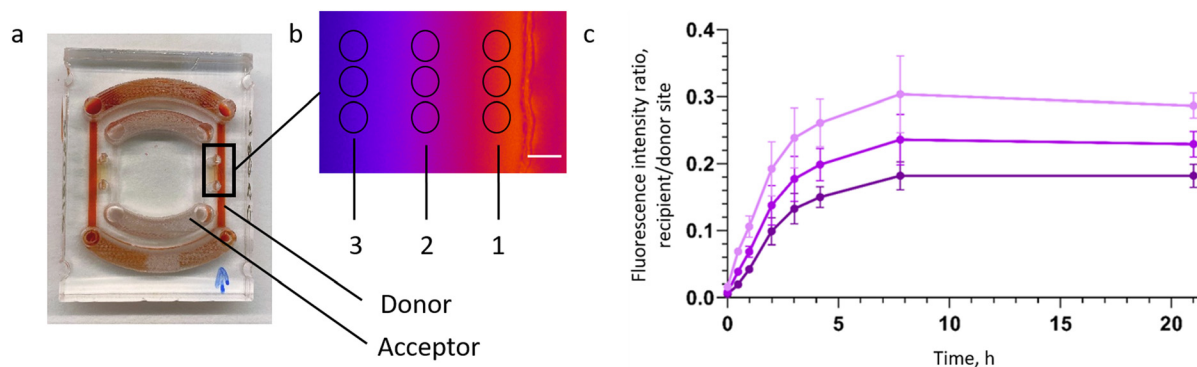 a
b
c
3
2
1
Donor
Acceptor
Fluorescence intensity ratio,
recipient/donor site
0.4
0.3
0.2
0.1
0.0
0
5
10
15
20
Time, h